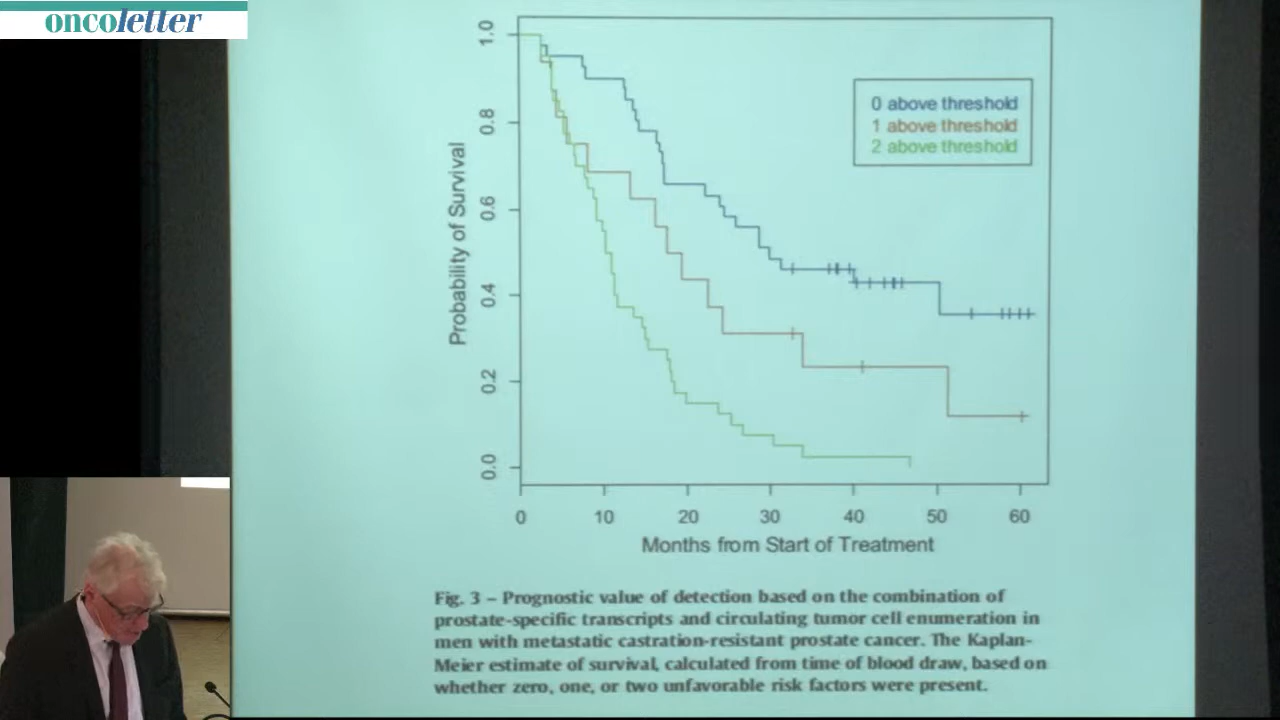 oncoletter
1.0
0.8
0.6
0.4
0.2
0.0
Probability of Survival
0 above threshold
1 above threshold
2 above threshold
0 10 20 30 40 50 60
Months from Start of Treatment
Fig. 3 – Prognostic value of detection based on the combination of
prostate-specific transcripts and circulating tumor cell enumeration in
men with metastatic castration-resistant prostate cancer. The Kaplan-
Meier estimate of survival, calculated from time of blood draw, based on
whether zero, one, or two unfavorable risk factors were present.